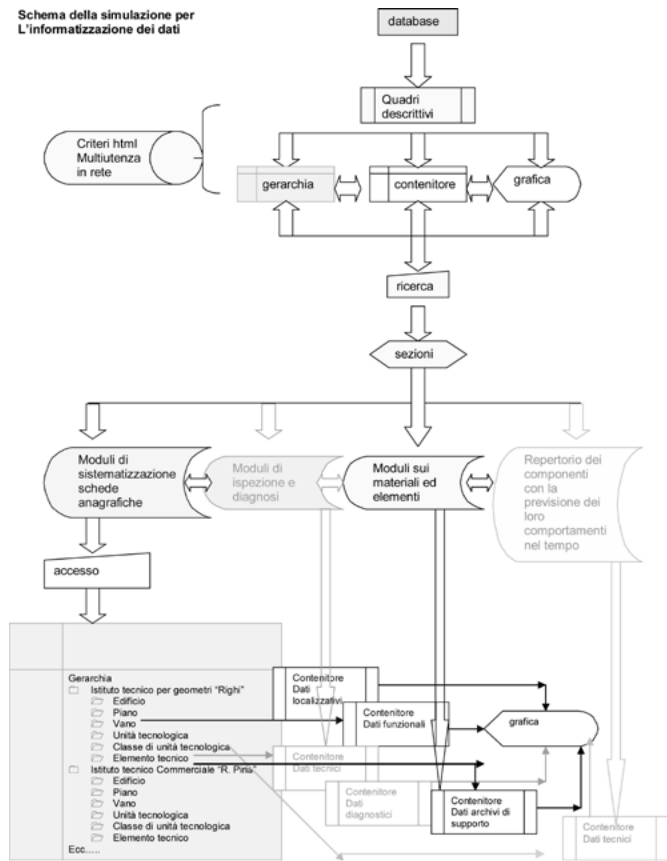 Schema della simulazione per
L'informatizzazione dei dati
database
Quadri
descrittivi
Criteri html
Multiutenza
in rete
gerarchia
contenitore
grafica
ricerca
sezioni
Moduli di
sistematizzazione
schede
anagrafiche
Moduli di
ispezione e
diagnosi
Moduli sui
materiali ed
elementi
Repertorio dei
componenti
con la
previsione dei
loro
comportamenti
nel tempo
accesso
Gerarchia
Istituto tecnico per geometri "Righi"
Edificio
Piano
Vano
Unità tecnologica
Classe di unità tecnologica
Elemento tecnico
Istituto tecnico Commerciale "R. Piria"
Edificio
Piano
Vano
Unità tecnologica
Classe di unità tecnologica
Elemento tecnico
Ecc.....
Contenitore
Dati
localizzativi
Contenitore
Dati funzionali
grafica
Contenitore
Dati tecnici
Contenitore
Dati
diagnostici
Contenitore
Dati archivi di
supporto
Contenitore
Dati tecnici